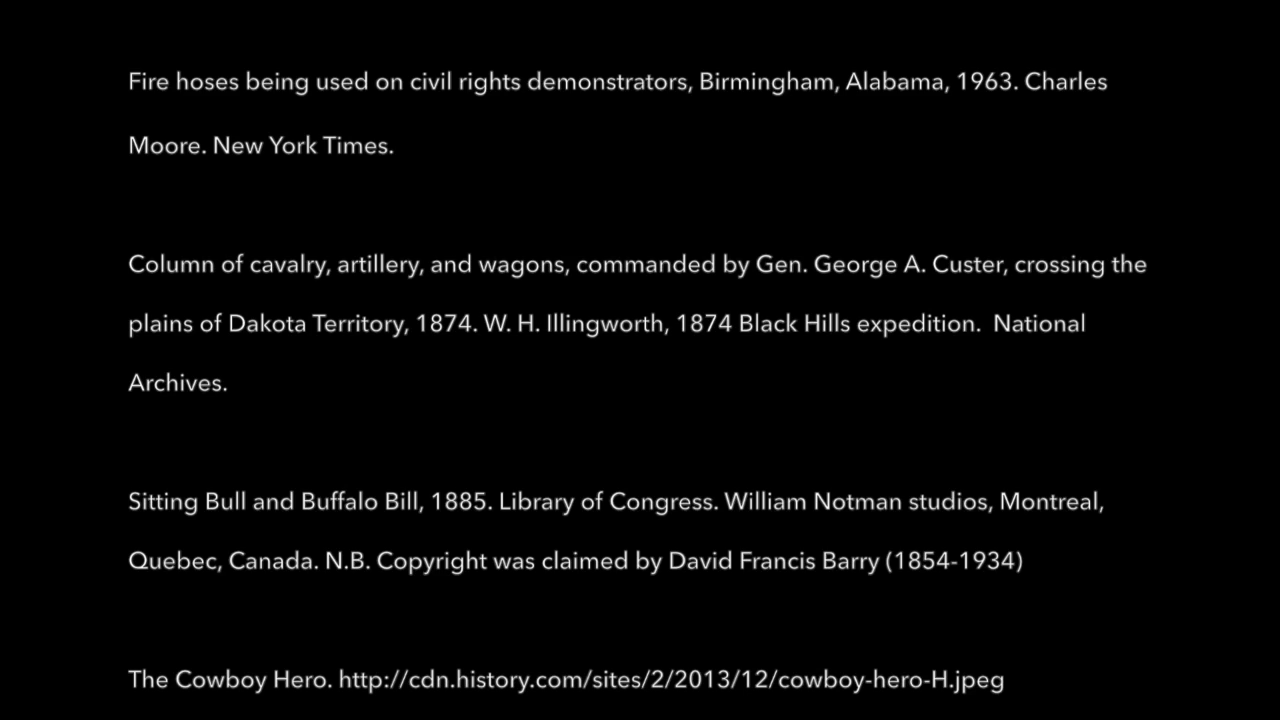 Fire hoses being used on civil rights demonstrators, Birmingham, Alabama, 1963. Charles
Moore. New York Times.
Column of cavalry, artillery, and wagons, commanded by Gen. George A. Custer, crossing the
plains of Dakota Territory, 1874. W. H. Illingworth, 1874 Black Hills expedition.  National
Archives.
Sitting Bull and Buffalo Bill, 1885. Library of Congress. William Notman studios, Montreal,
Quebec, Canada. N.B. Copyright was claimed by David Francis Barry (1854-1934)
The Cowboy Hero. http://cdn.history.com/sites/2/2013/12/cowboy-hero-H.jpeg